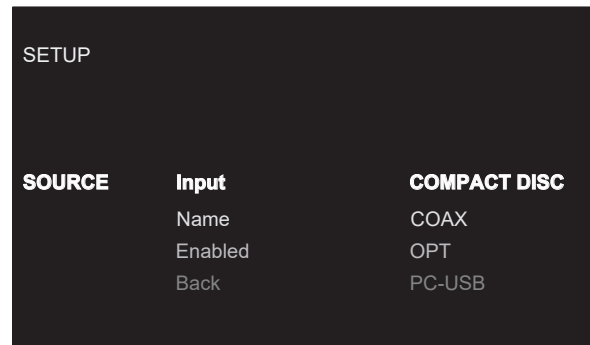 SETUP
SOURCE Input COMPACT DISC
Name COAX
Enabled OPT
Back PC-USB